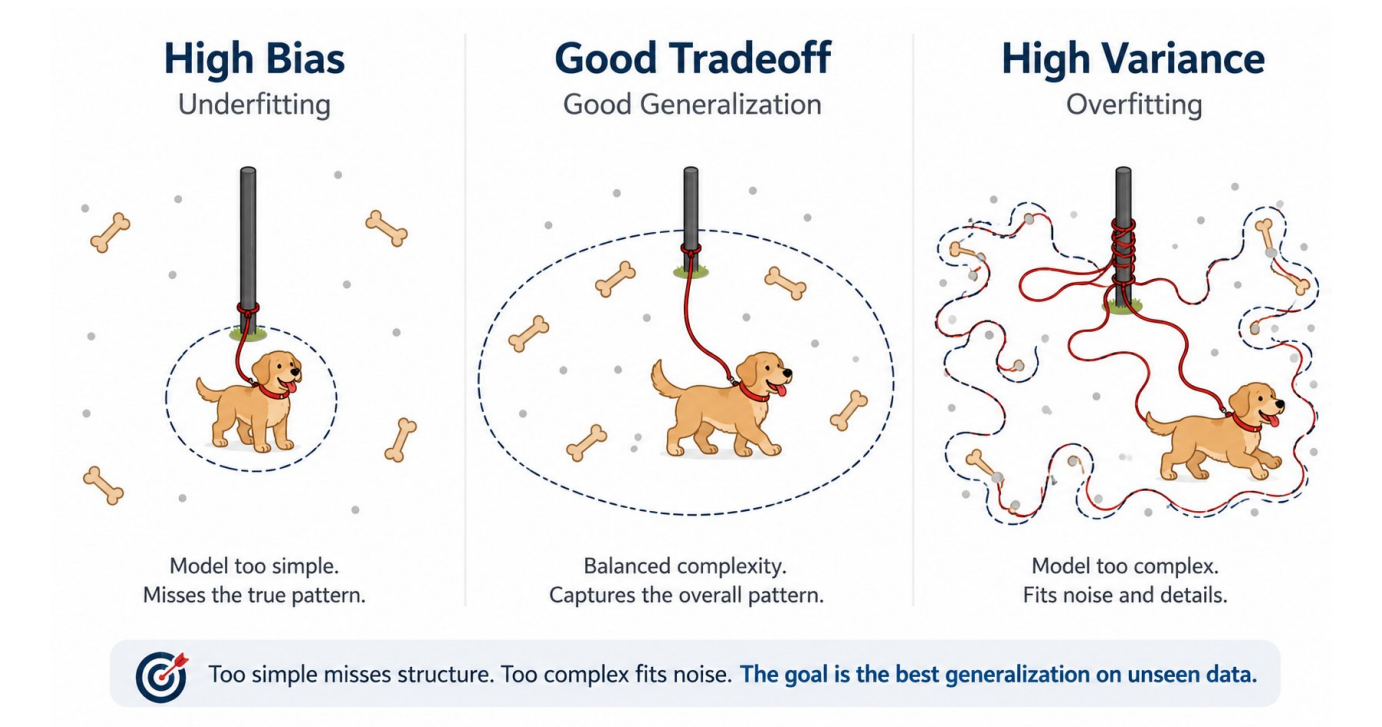 High Bias
Underfitting
Good Tradeoff
Good Generalization
High Variance
Overfitting
Model too simple.
Misses the true pattern.
Balanced complexity.
Captures the overall pattern.
Model too complex.
Fits noise and details.
Too simple misses structure. Too complex fits noise. The goal is the best generalization on unseen data.